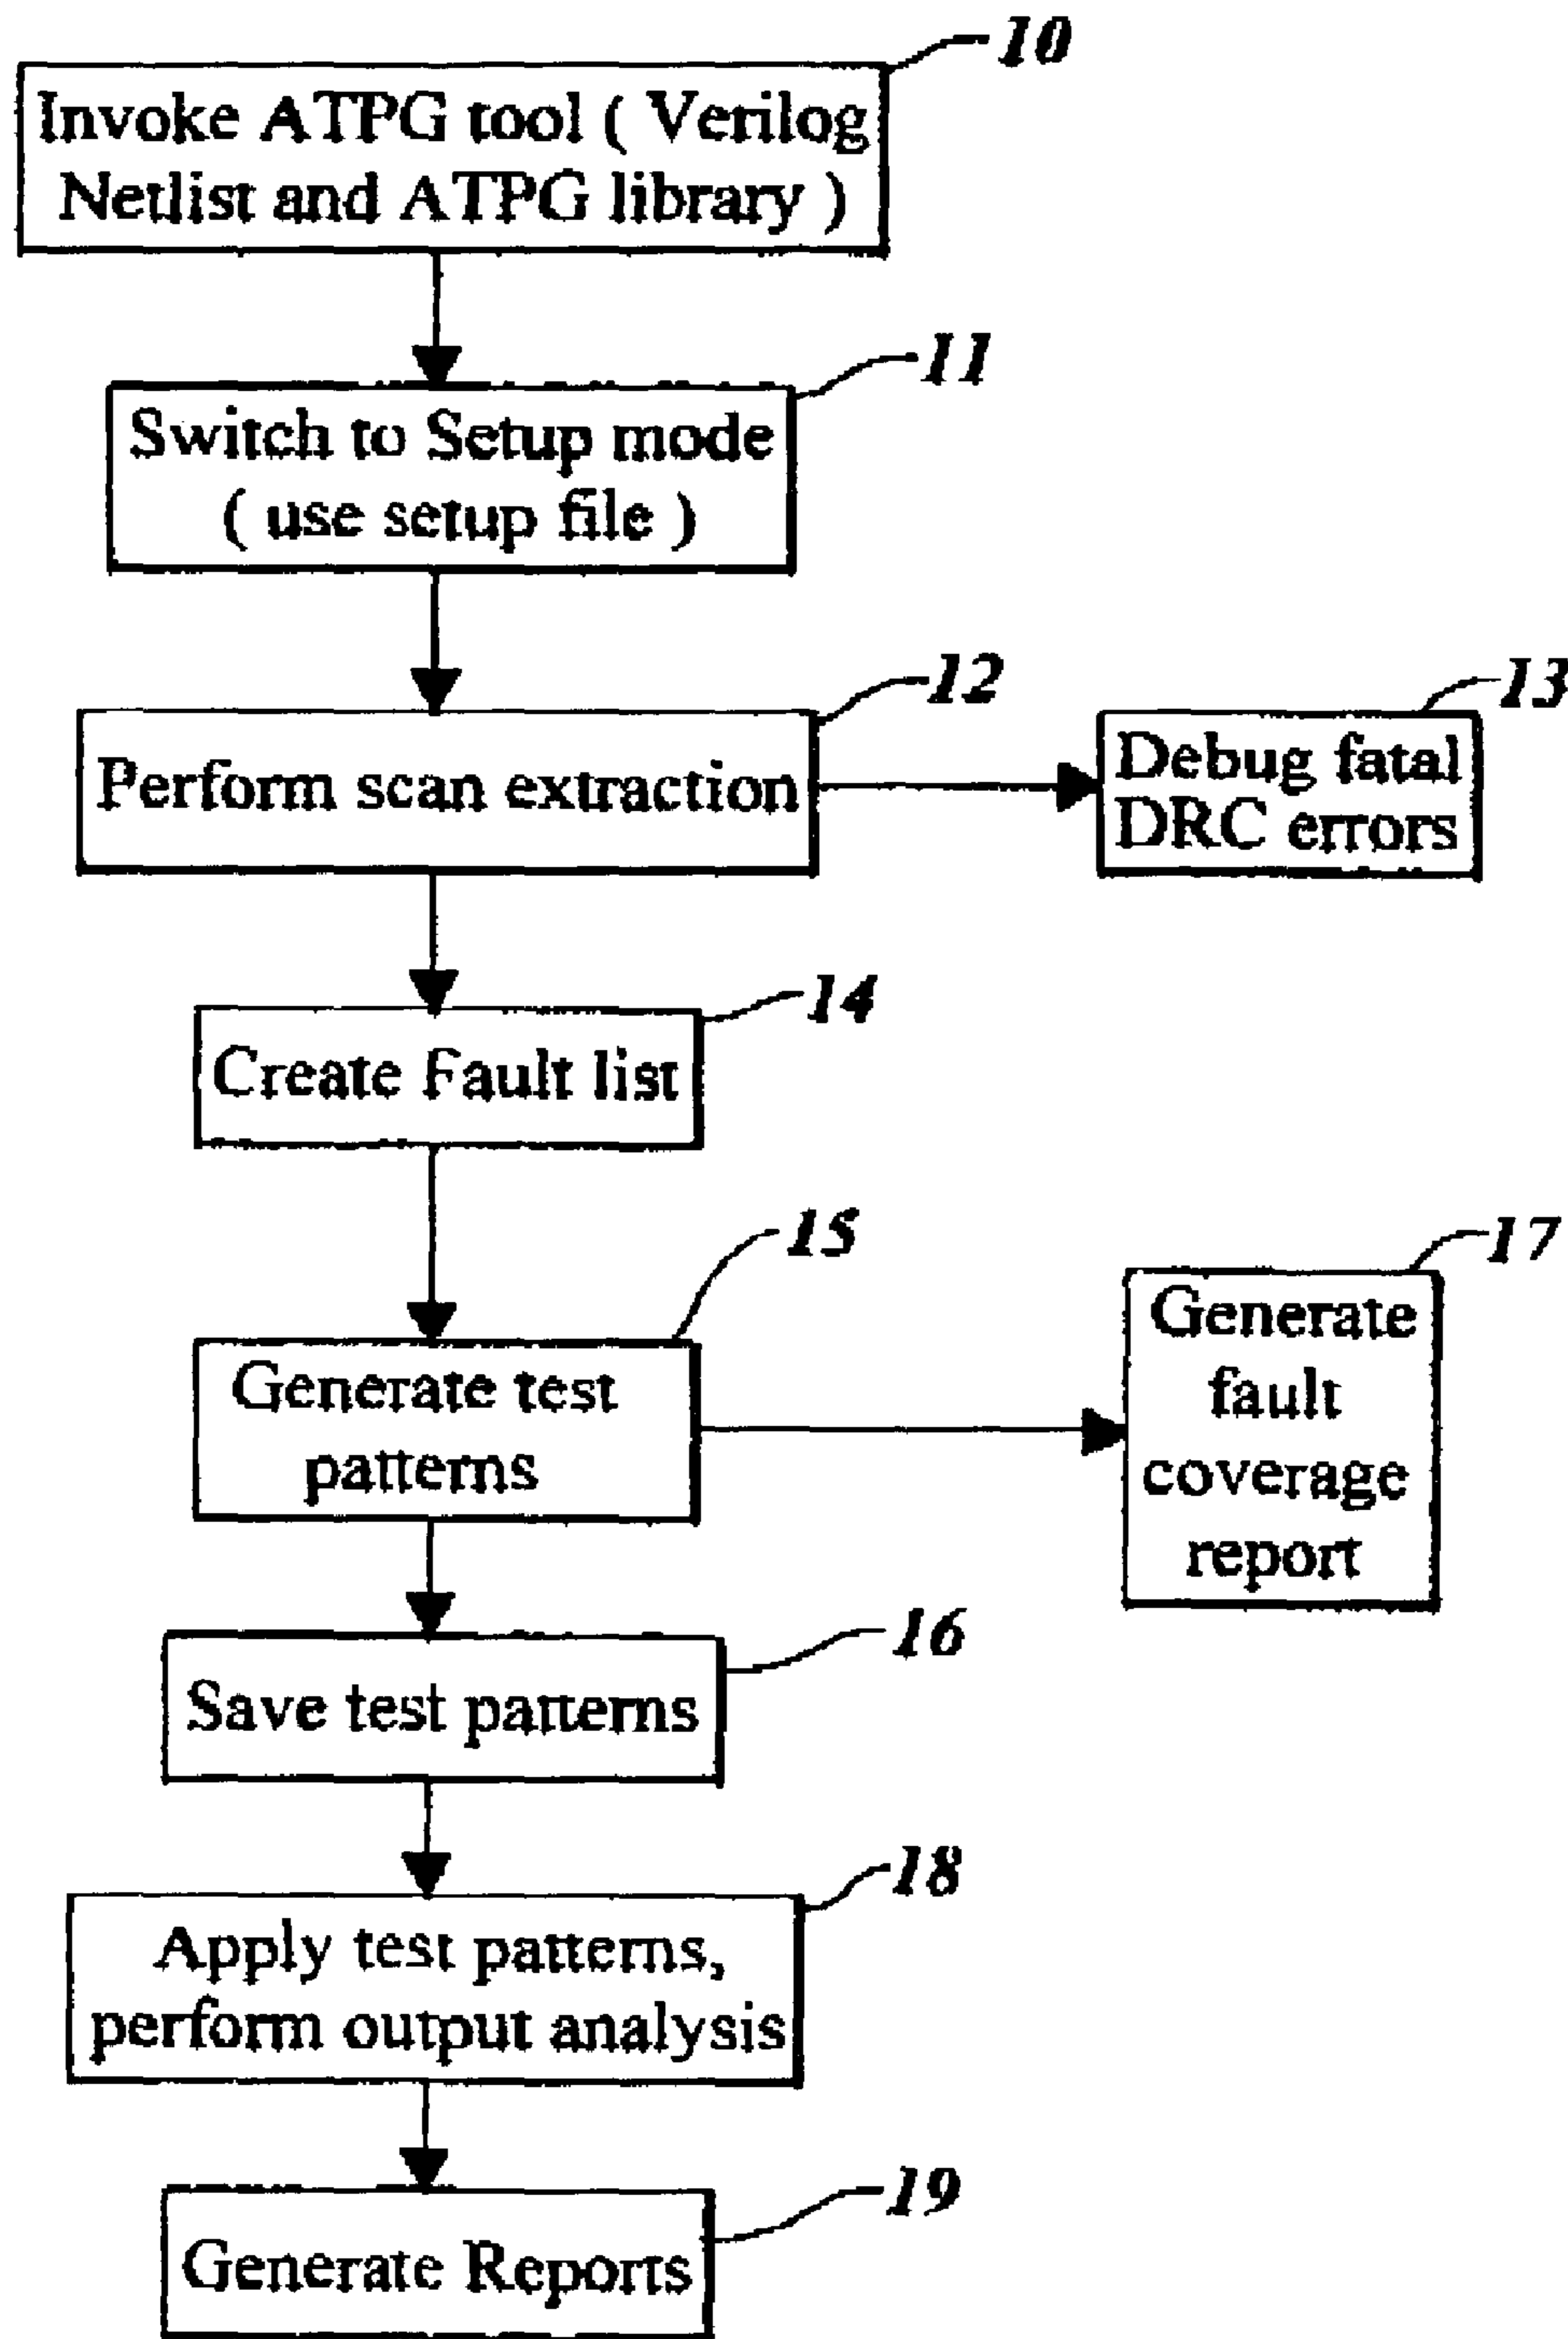 10
Invoke ATPG tool ( Verilog
Netlist and ATPG library )
11
Switch to Setup mode
( use setup file )
12
Perform scan extraction
13
Debug fatal
DRC errors
14
Create Fault list
15
Generate test
patterns
17
Generate
fault
coverage
report
16
Save test patterns
18
Apply test patterns,
perform output analysis
19
Generate Reports